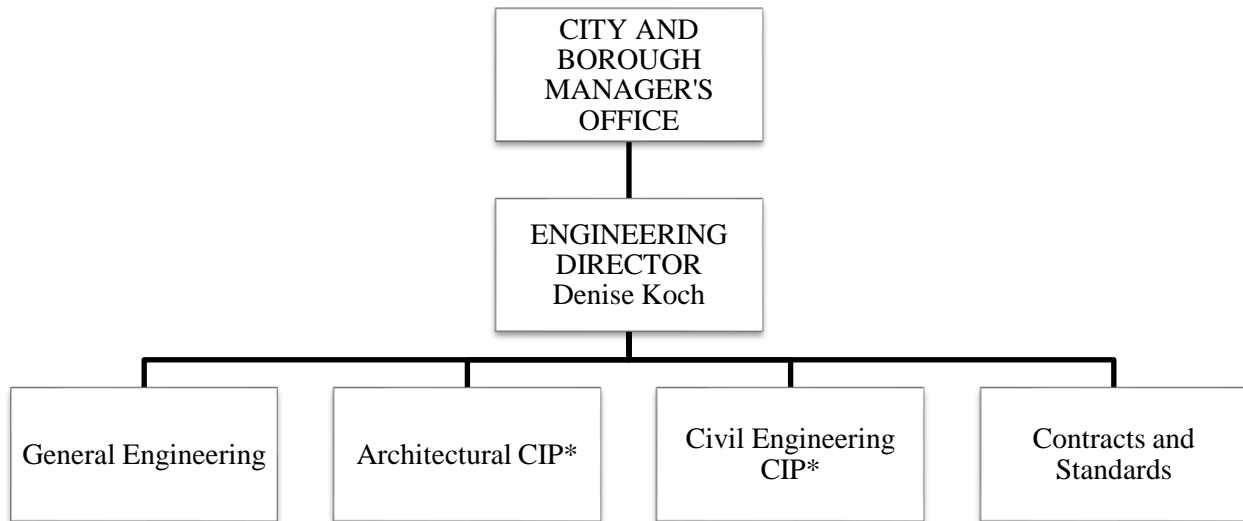 CITY AND
BOROUGH
MANAGER'S
OFFICE
ENGINEERING
DIRECTOR
Denise Koch
General Engineering
Architectural CIP*
Civil Engineering
CIP*
Contracts and
Standards